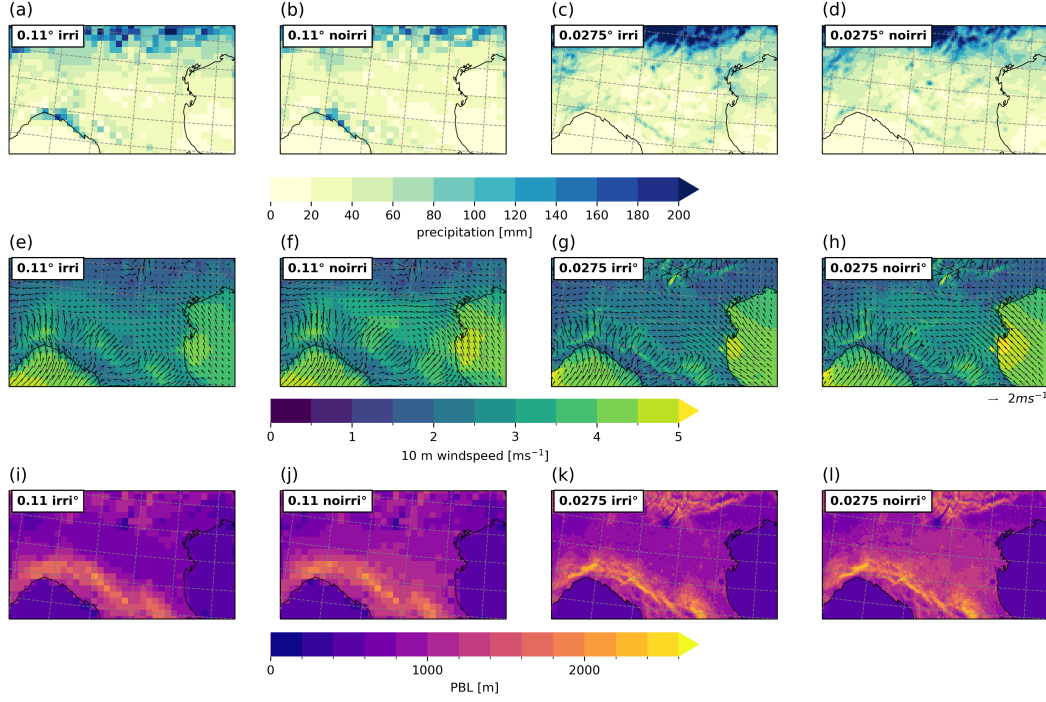 (a) (b) (c) (d)
0.11° irri 0.11° noirri 0.0275° irri 0.0275° noirri
0 20 40 60 80 100 120 140 160 180 200
precipitation [mm]
(e) (f) (g) (h)
0.11° irri 0.11° noirri 0.0275 irri° 0.0275 noirri°
2ms⁻¹
0 1 2 3 4 5
10 m windspeed [ms⁻¹]
(i) (j) (k) (l)
0.11 irri° 0.11 noirri° 0.0275 irri° 0.0275 noirri°
0 1000 2000
PBL [m]